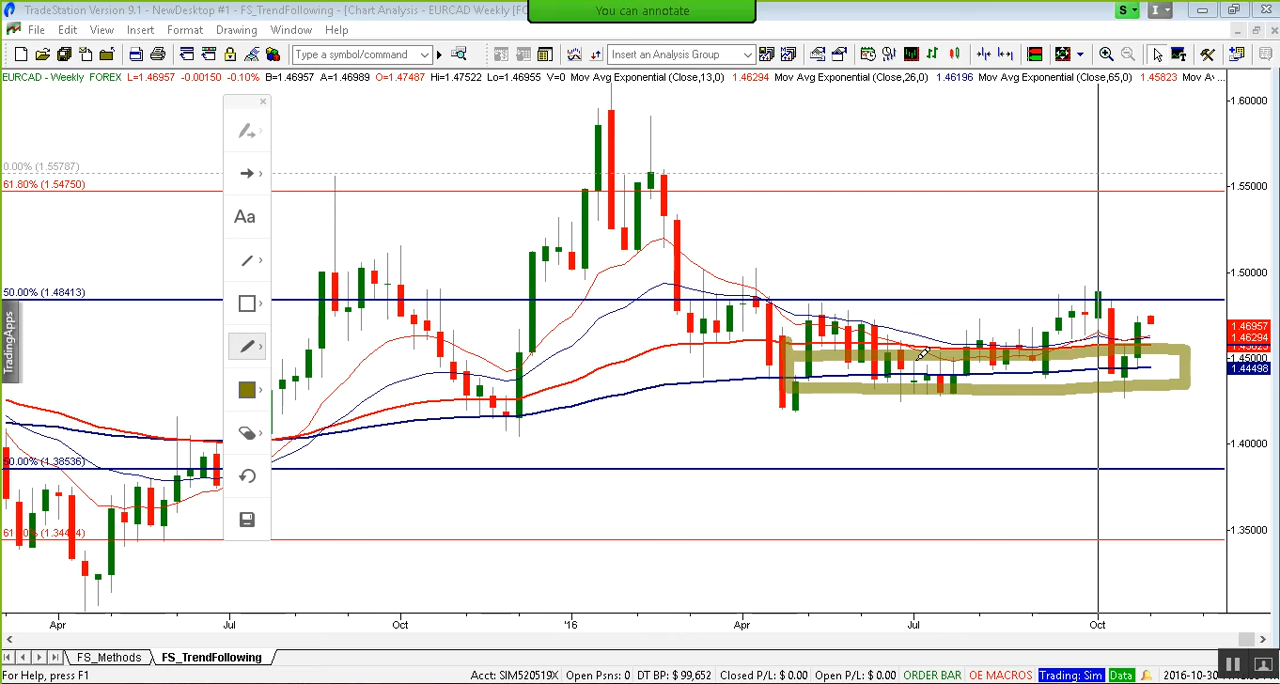 You can annotate
TradeStation Version 9.1 - NewDesktop #1 - FS_TrendFollowing - [Chart Analysis - EURCAD Weekly [FO
S
I
File Edit View Insert Format Drawing Window Help
Type a symbol/command
Insert an Analysis Group
EURCAD - Weekly FOREX L=1.46957 -0.00150 -0.10% B=1.46957 A=1.46989 O=1.47487 Hi=1.47522 Lo=1.46955 V=0 Mov Avg Exponential (Close,13,0) 1.46294 Mov Avg Exponential (Close,26,0) 1.46196 Mov Avg Exponential (Close,65,0) 1.45823 Mov Av...
1.60000
0.00% (1.55787)
61.80% (1.54750)
1.55000
Aa
1.50000
50.00% (1.48413)
TradingApps
1.46957
1.46294
1.45823
1.45000
1.44498
1.40000
50.00% (1.38536)
1.35000
Apr Jul Oct '16 Apr Jul Oct
FS_Methods FS_TrendFollowing
For Help, press F1 Acct: SIM520519X Open Psns: 0 DT BP: $ 99,652 Closed P/L: $ 0.00 Open P/L: $ 0.00 ORDER BAR OE MACROS Trading: Sim Data 2016-10-30